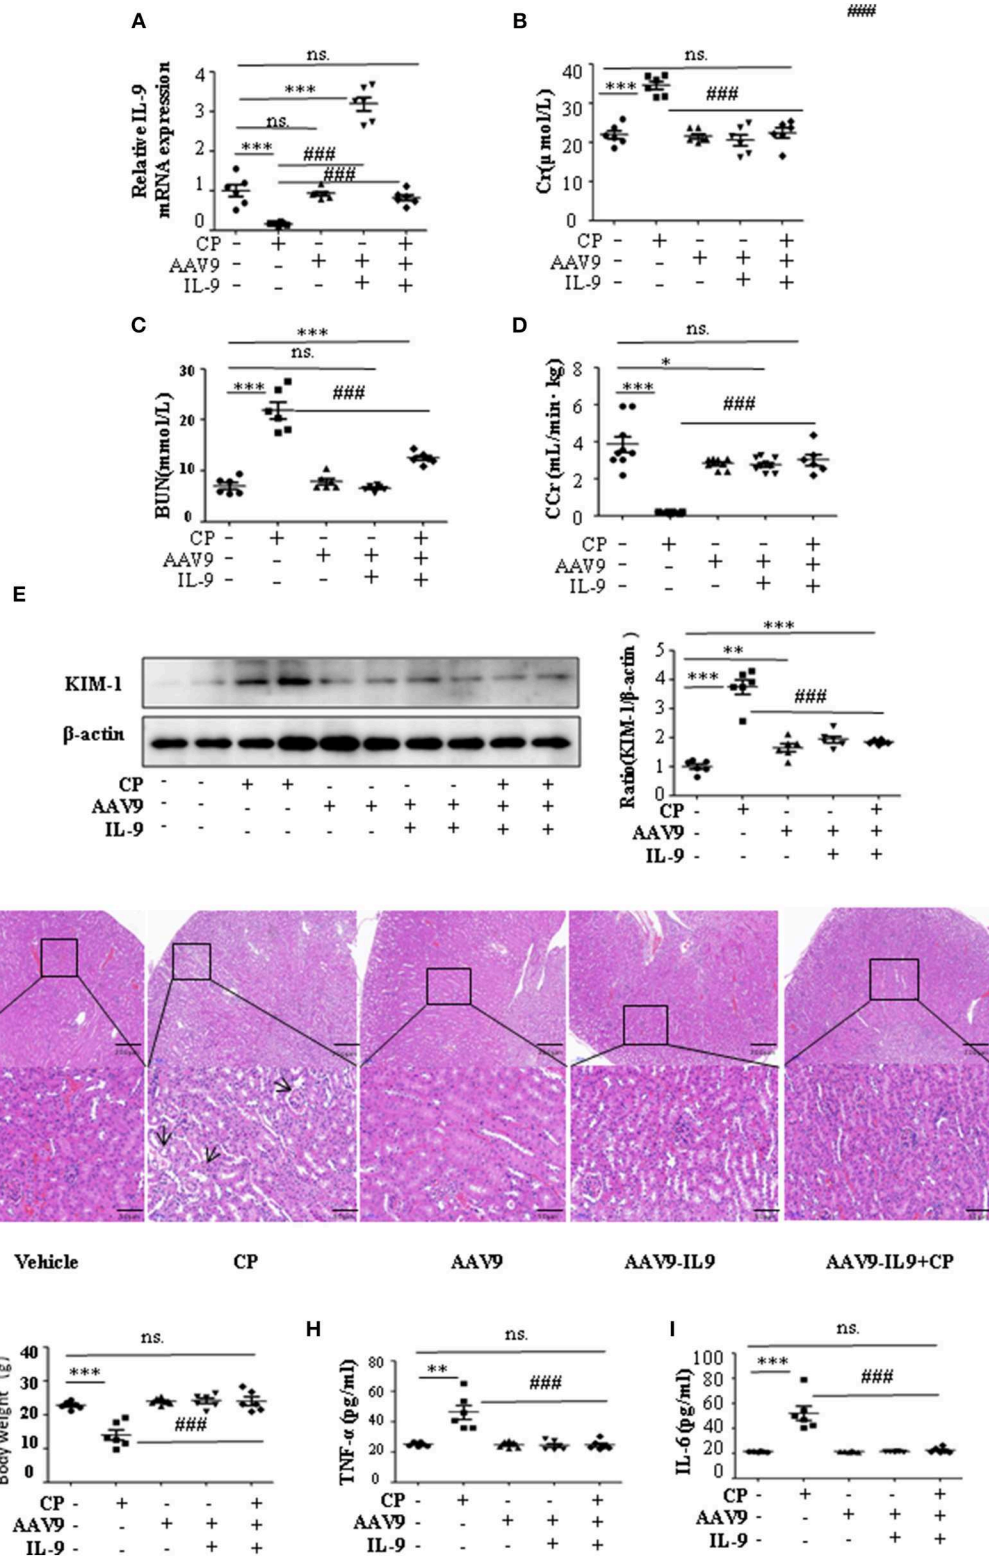 ###
A
ns.
***
ns.
***
###
###
Relative IL-9
mRNA expression
4
3
2
1
0
CP - + - - +
AAV9 - - + + +
IL-9 - - - + +
B
ns.
***
###
Cr(μ mol/L)
40
30
20
10
0
CP - + - - +
AAV9 - - + + +
IL-9 - - - + +
C
***
ns.
***
###
BUN(mmol/L)
30
20
10
0
CP - + - - +
AAV9 - - + + +
IL-9 - - - + +
D
ns.
*
***
###
CCr (mL/min· kg)
8
6
4
2
0
CP - + - - +
AAV9 - - + + +
IL-9 - - - + +
E
KIM-1
β-actin
CP - - + + - - - - + +
AAV9 - - - - + + + + + +
IL-9 - - - - - - + + + +
***
**
***
###
Ratio(KIM-1/β-actin )
5
4
3
2
1
0
CP - + - - +
AAV9 - - + + +
IL-9 - - - + +
Vehicle CP AAV9 AAV9-IL9 AAV9-IL9+CP
ns.
***
###
Body weight (g)
40
30
20
10
0
CP - + - - +
AAV9 - - + + +
IL-9 - - - + +
H
ns.
**
###
TNF-α (pg/ml)
80
60
40
20
0
CP - + - - +
AAV9 - - + + +
IL-9 - - - + +
I
ns.
***
###
IL-6 (pg/ml)
100
80
60
40
20
0
CP - + - - +
AAV9 - - + + +
IL-9 - - - + +